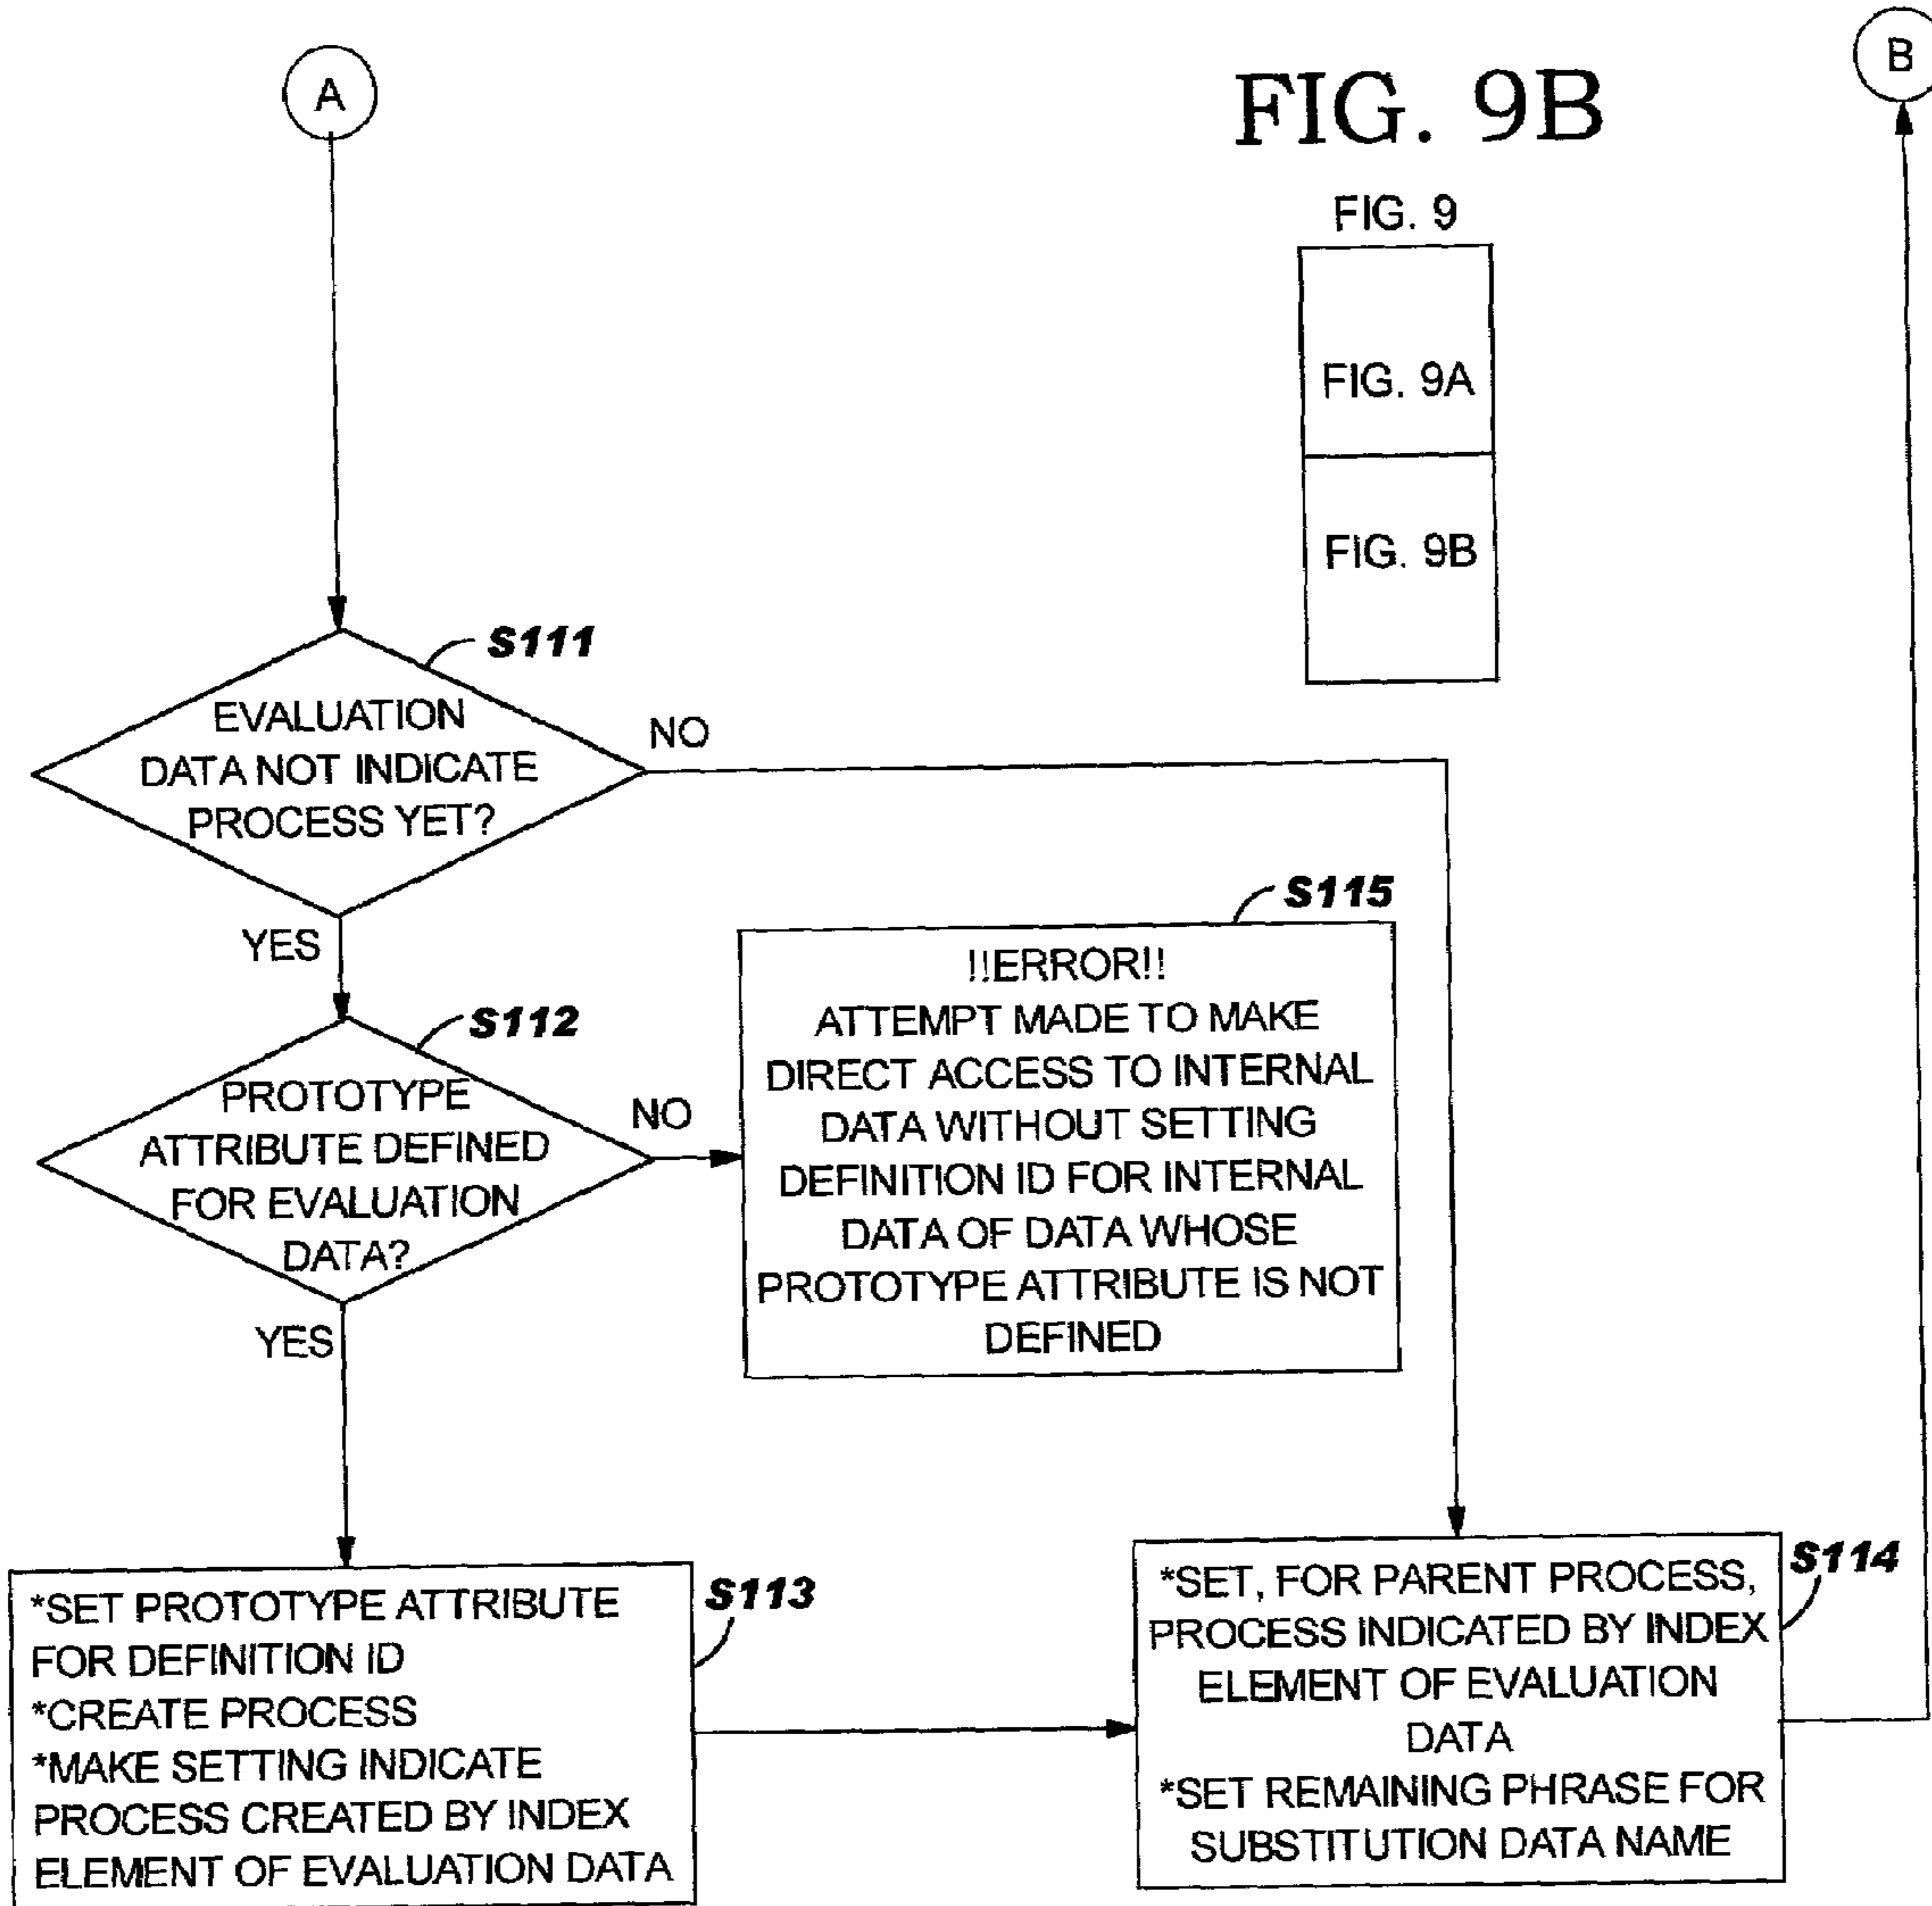 A
B
FIG. 9B
FIG. 9
FIG. 9A
FIG. 9B
S111
EVALUATION
DATA NOT INDICATE
PROCESS YET?
NO
YES
S112
PROTOTYPE
ATTRIBUTE DEFINED
FOR EVALUATION
DATA?
NO
YES
S115
!!ERROR!!
ATTEMPT MADE TO MAKE
DIRECT ACCESS TO INTERNAL
DATA WITHOUT SETTING
DEFINITION ID FOR INTERNAL
DATA OF DATA WHOSE
PROTOTYPE ATTRIBUTE IS NOT
DEFINED
S113
*SET PROTOTYPE ATTRIBUTE
FOR DEFINITION ID
*CREATE PROCESS
*MAKE SETTING INDICATE
PROCESS CREATED BY INDEX
ELEMENT OF EVALUATION DATA
S114
*SET, FOR PARENT PROCESS,
PROCESS INDICATED BY INDEX
ELEMENT OF EVALUATION
DATA
*SET REMAINING PHRASE FOR
SUBSTITUTION DATA NAME